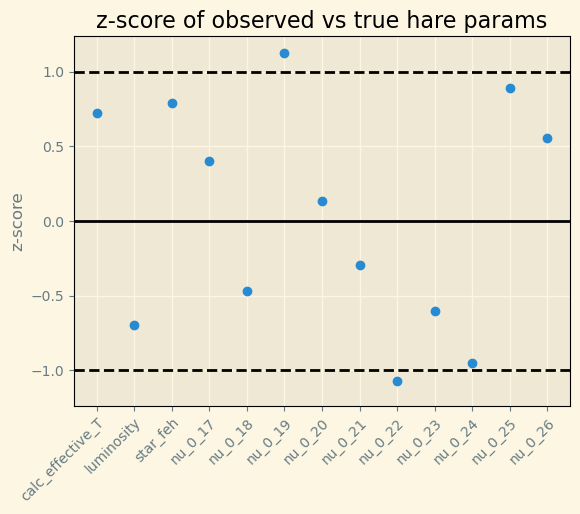 z-score of observed vs true hare params
z-score
1.0
0.5
0.0
−0.5
−1.0
calc_effective_T
luminosity
star_feh
nu_0_17
nu_0_18
nu_0_19
nu_0_20
nu_0_21
nu_0_22
nu_0_23
nu_0_24
nu_0_25
nu_0_26